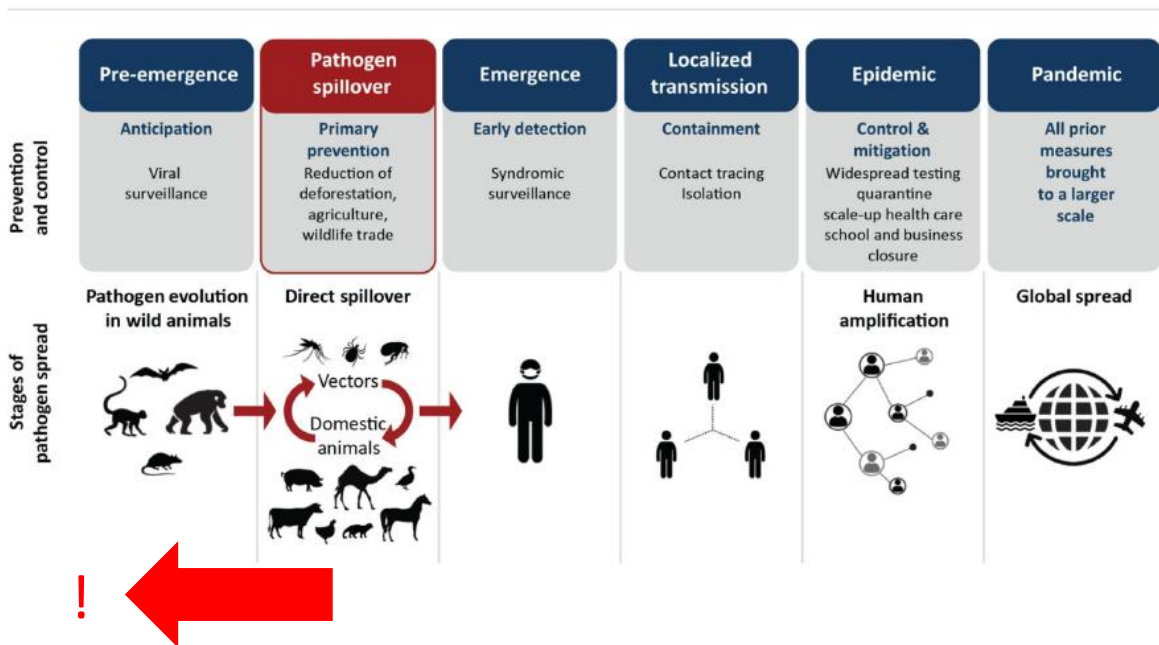 Pre-emergence
Pathogen
spillover
Emergence
Localized
transmission
Epidemic
Pandemic
Prevention
and control
Anticipation
Viral
surveillance
Primary
prevention
Reduction of
deforestation,
agriculture,
wildlife trade
Early detection
Syndromic
surveillance
Containment
Contact tracing
Isolation
Control &
mitigation
Widespread testing
quarantine
scale-up health care
school and business
closure
All prior
measures
brought
to a larger
scale
Stages of
pathogen spread
Pathogen evolution
in wild animals
Direct spillover
Vectors
Domestic
animals
Human
amplification
Global spread
!